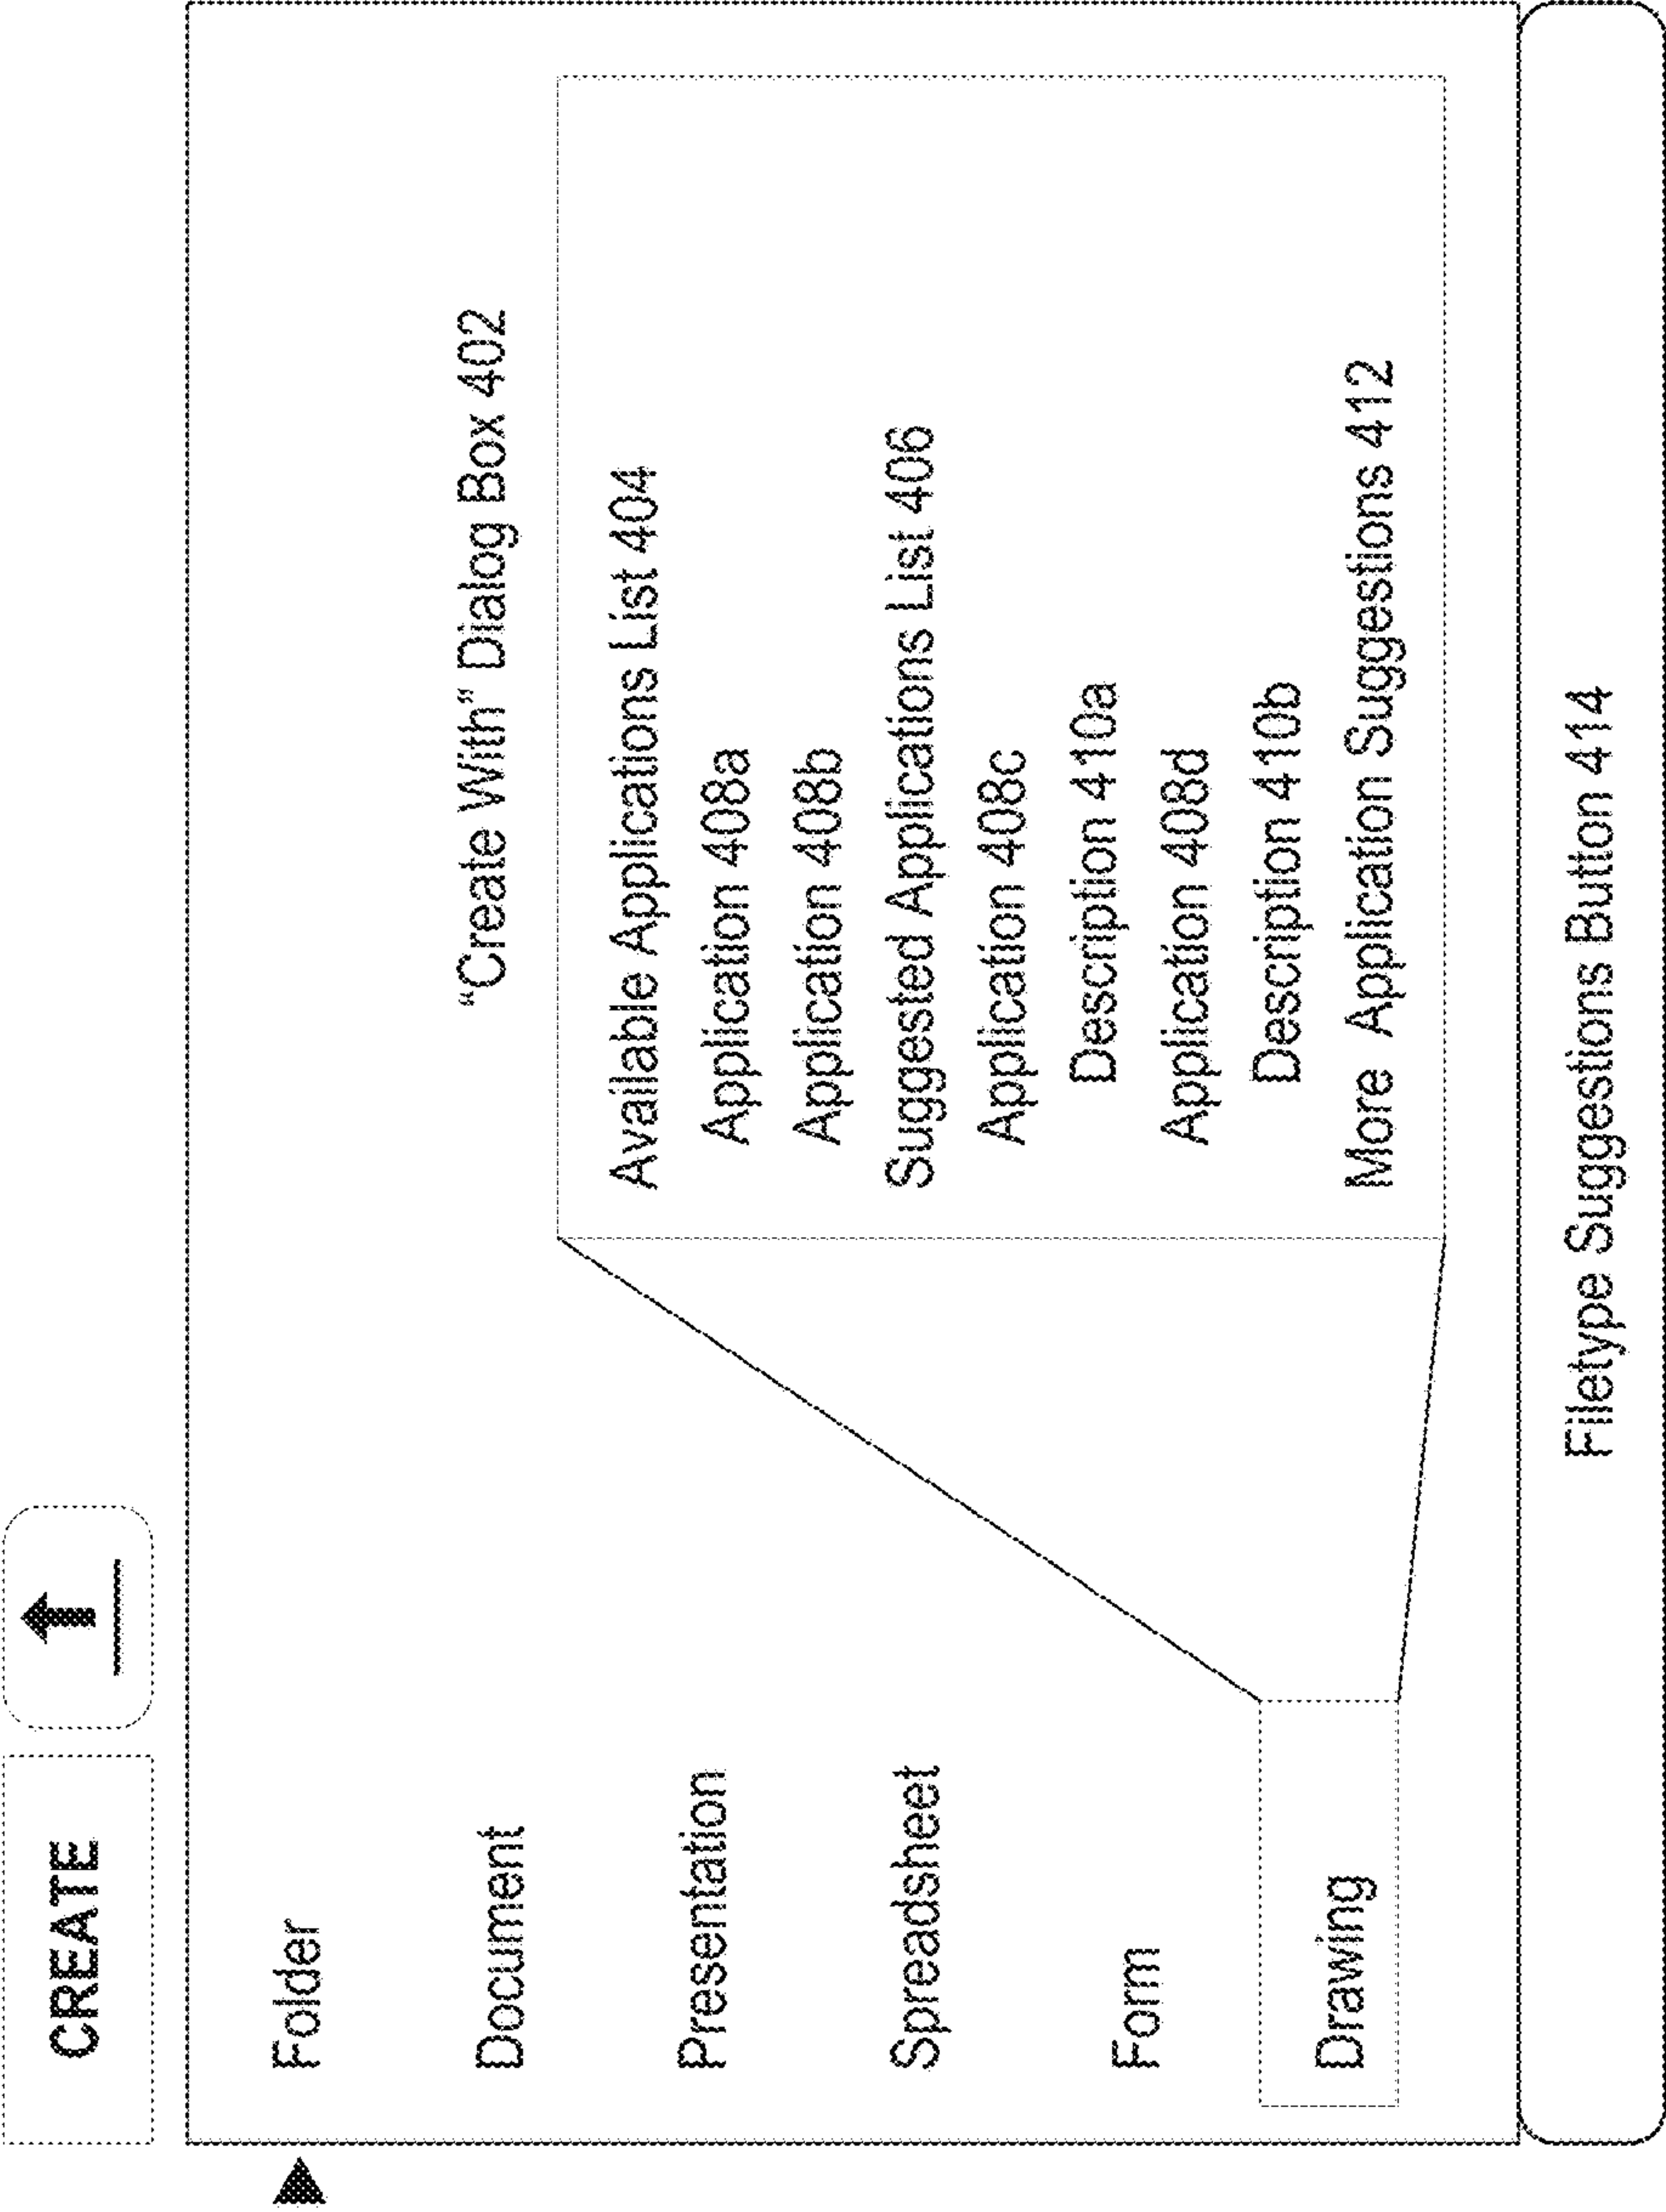 CREATE
Folder
Document
Presentation
Spreadsheet
Form
Drawing
"Create With" Dialog Box 402
Available Applications List 404
Application 408a
Application 408b
Suggested Applications List 406
Application 408c
Description 410a
Application 408d
Description 410b
More Application Suggestions 412
Filetype Suggestions Button 414